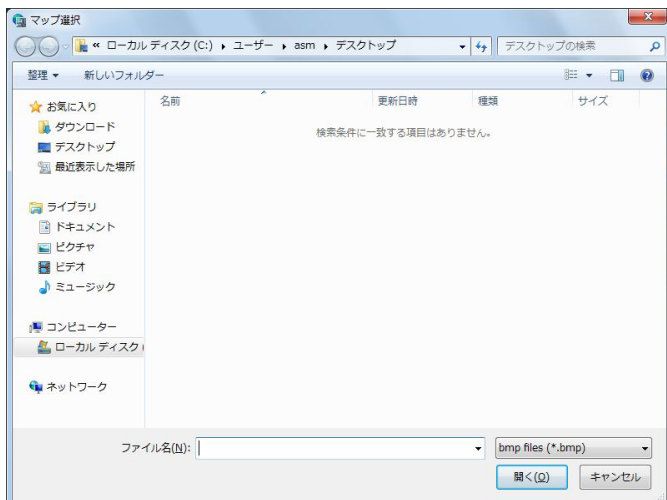 マップ選択
« ローカル ディスク (C:) ▸ ユーザー ▸ asm ▸ デスクトップ
デスクトップの検索
整理 ▼ 新しいフォルダー
名前 更新日時 種類 サイズ
検索条件に一致する項目はありません。
お気に入り
ダウンロード
デスクトップ
最近表示した場所
ライブラリ
ドキュメント
ピクチャ
ビデオ
ミュージック
コンピューター
ローカル ディスク (
ネットワーク
ファイル名(N):
bmp files (*.bmp)
開く(O) キャンセル